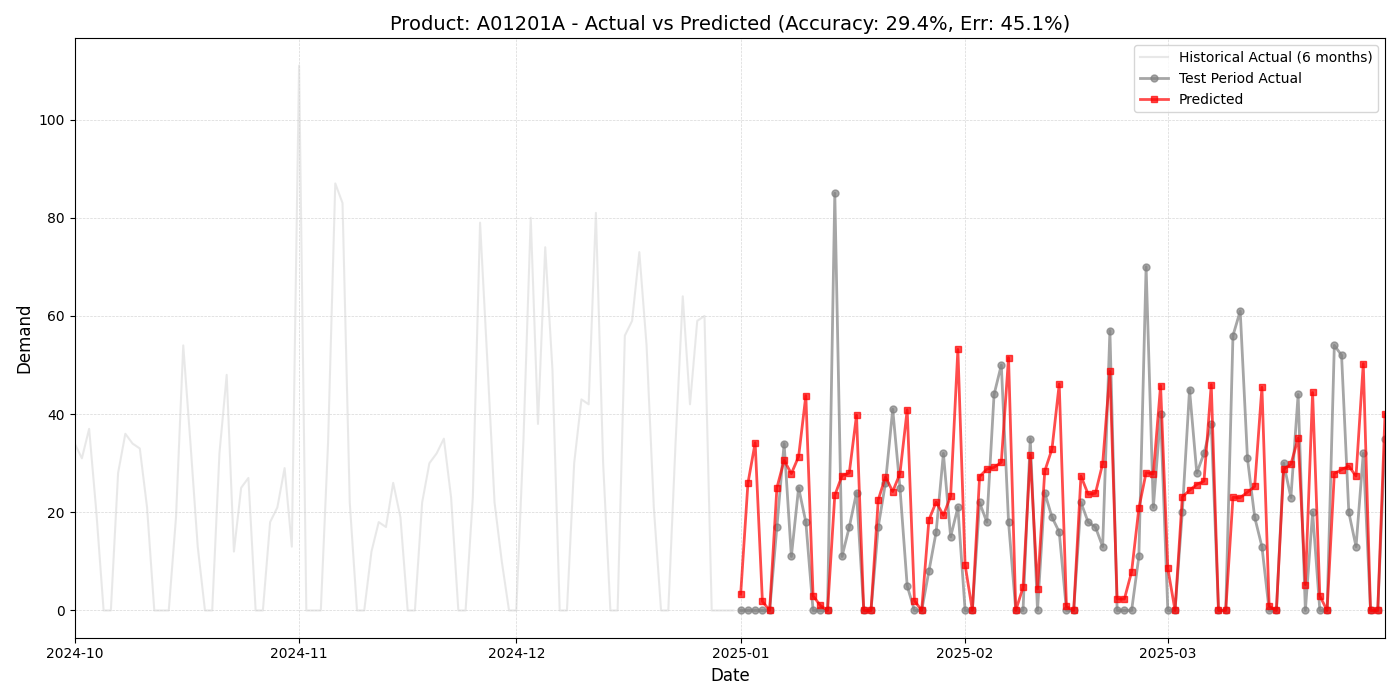 Product: A01201A - Actual vs Predicted (Accuracy: 29.4%, Err: 45.1%)
Historical Actual (6 months)
Test Period Actual
Predicted
Demand
100
80
60
40
20
0
2024-10
2024-11
2024-12
2025-01
2025-02
2025-03
Date